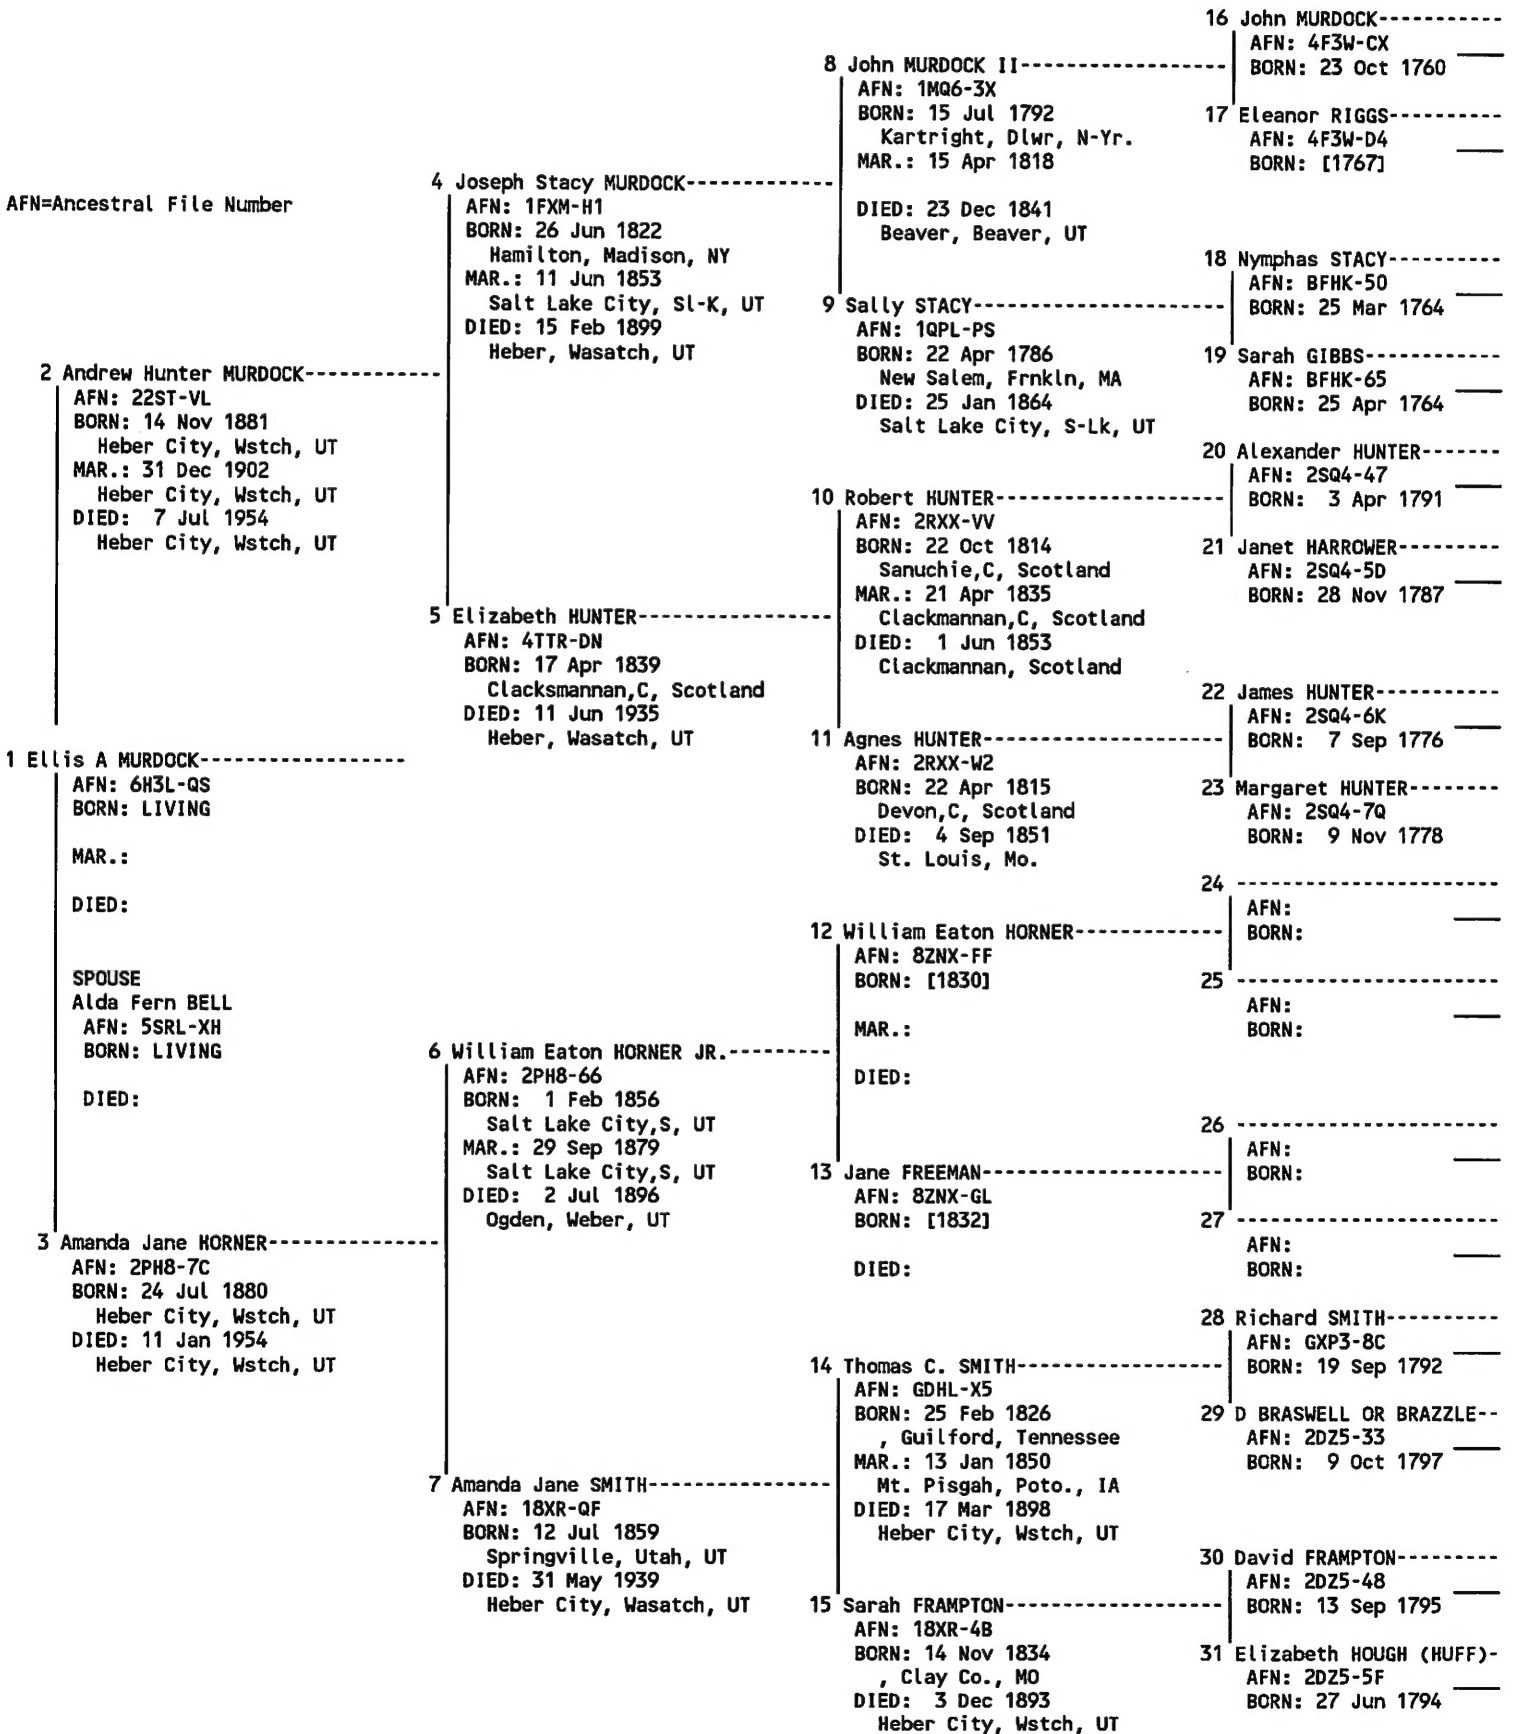 AFN=Ancestral File Number
1 Ellis A MURDOCK-----------------
AFN: 6H3L-QS
BORN: LIVING
MAR.:
DIED:
SPOUSE
Alda Fern BELL
AFN: 5SRL-XH
BORN: LIVING
DIED:
2 Andrew Hunter MURDOCK-----------
AFN: 22ST-VL
BORN: 14 Nov 1881
Heber City, Wstch, UT
MAR.: 31 Dec 1902
Heber City, Wstch, UT
DIED: 7 Jul 1954
Heber City, Wstch, UT
3 Amanda Jane HORNER--------------
AFN: 2PH8-7C
BORN: 24 Jul 1880
Heber City, Wstch, UT
DIED: 11 Jan 1954
Heber City, Wstch, UT
4 Joseph Stacy MURDOCK------------
AFN: 1FXM-H1
BORN: 26 Jun 1822
Hamilton, Madison, NY
MAR.: 11 Jun 1853
Salt Lake City, Sl-K, UT
DIED: 15 Feb 1899
Heber, Wasatch, UT
5 Elizabeth HUNTER----------------
AFN: 4TTR-DN
BORN: 17 Apr 1839
Clacksmannan,C, Scotland
DIED: 11 Jun 1935
Heber, Wasatch, UT
6 William Eaton HORNER JR.--------
AFN: 2PH8-66
BORN: 1 Feb 1856
Salt Lake City,S, UT
MAR.: 29 Sep 1879
Salt Lake City,S, UT
DIED: 2 Jul 1896
Ogden, Weber, UT
7 Amanda Jane SMITH---------------
AFN: 18XR-QF
BORN: 12 Jul 1859
Springville, Utah, UT
DIED: 31 May 1939
Heber City, Wasatch, UT
8 John MURDOCK II-----------------
AFN: 1MQ6-3X
BORN: 15 Jul 1792
Kartright, Dlwr, N-Yr.
MAR.: 15 Apr 1818
DIED: 23 Dec 1841
Beaver, Beaver, UT
9 Sally STACY---------------------
AFN: 1QPL-PS
BORN: 22 Apr 1786
New Salem, Frnkln, MA
DIED: 25 Jan 1864
Salt Lake City, S-Lk, UT
10 Robert HUNTER-------------------
AFN: 2RXX-VV
BORN: 22 Oct 1814
Sanuchie,C, Scotland
MAR.: 21 Apr 1835
Clackmannan,C, Scotland
DIED: 1 Jun 1853
Clackmannan, Scotland
11 Agnes HUNTER--------------------
AFN: 2RXX-W2
BORN: 22 Apr 1815
Devon,C, Scotland
DIED: 4 Sep 1851
St. Louis, Mo.
12 William Eaton HORNER------------
AFN: 8ZNX-FF
BORN: [1830]
MAR.:
DIED:
13 Jane FREEMAN--------------------
AFN: 8ZNX-GL
BORN: [1832]
DIED:
14 Thomas C. SMITH-----------------
AFN: GDHL-X5
BORN: 25 Feb 1826
, Guilford, Tennessee
MAR.: 13 Jan 1850
Mt. Pisgah, Poto., IA
DIED: 17 Mar 1898
Heber City, Wstch, UT
15 Sarah FRAMPTON------------------
AFN: 18XR-4B
BORN: 14 Nov 1834
, Clay Co., MO
DIED: 3 Dec 1893
Heber City, Wstch, UT
16 John MURDOCK-----------
AFN: 4F3W-CX
BORN: 23 Oct 1760
17 Eleanor RIGGS----------
AFN: 4F3W-D4
BORN: [1767]
18 Nymphas STACY----------
AFN: BFHK-50
BORN: 25 Mar 1764
19 Sarah GIBBS------------
AFN: BFHK-65
BORN: 25 Apr 1764
20 Alexander HUNTER-------
AFN: 2SQ4-47
BORN: 3 Apr 1791
21 Janet HARROWER---------
AFN: 2SQ4-5D
BORN: 28 Nov 1787
22 James HUNTER-----------
AFN: 2SQ4-6K
BORN: 7 Sep 1776
23 Margaret HUNTER--------
AFN: 2SQ4-7Q
BORN: 9 Nov 1778
24 -----------------------
AFN:
BORN:
25 -----------------------
AFN:
BORN:
26 -----------------------
AFN:
BORN:
27 -----------------------
AFN:
BORN:
28 Richard SMITH----------
AFN: GXP3-8C
BORN: 19 Sep 1792
29 D BRASWELL OR BRAZZLE--
AFN: 2DZ5-33
BORN: 9 Oct 1797
30 David FRAMPTON---------
AFN: 2DZ5-48
BORN: 13 Sep 1795
31 Elizabeth HOUGH (HUFF)-
AFN: 2DZ5-5F
BORN: 27 Jun 1794